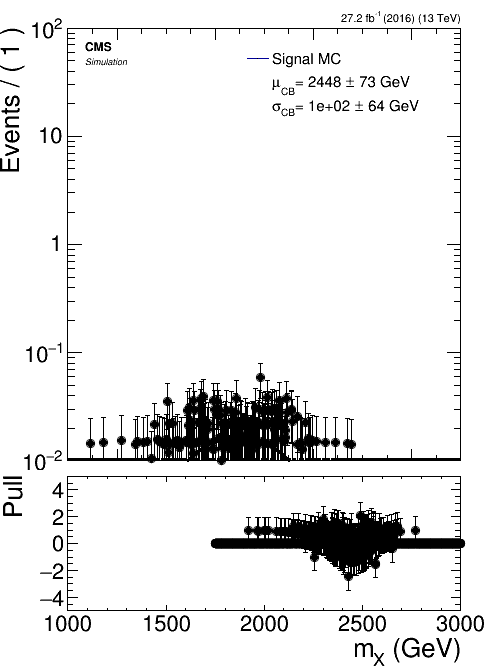 27.2 fb⁻¹ (2016) (13 TeV)
CMS
Simulation
Signal MC
μ_CB = 2448 ± 73 GeV
σ_CB = 1e+02 ± 64 GeV
Events / ( 1 )
10²
10
1
10⁻¹
10⁻²
Pull
4
2
0
−2
−4
1000 1500 2000 2500 3000
m_X (GeV)